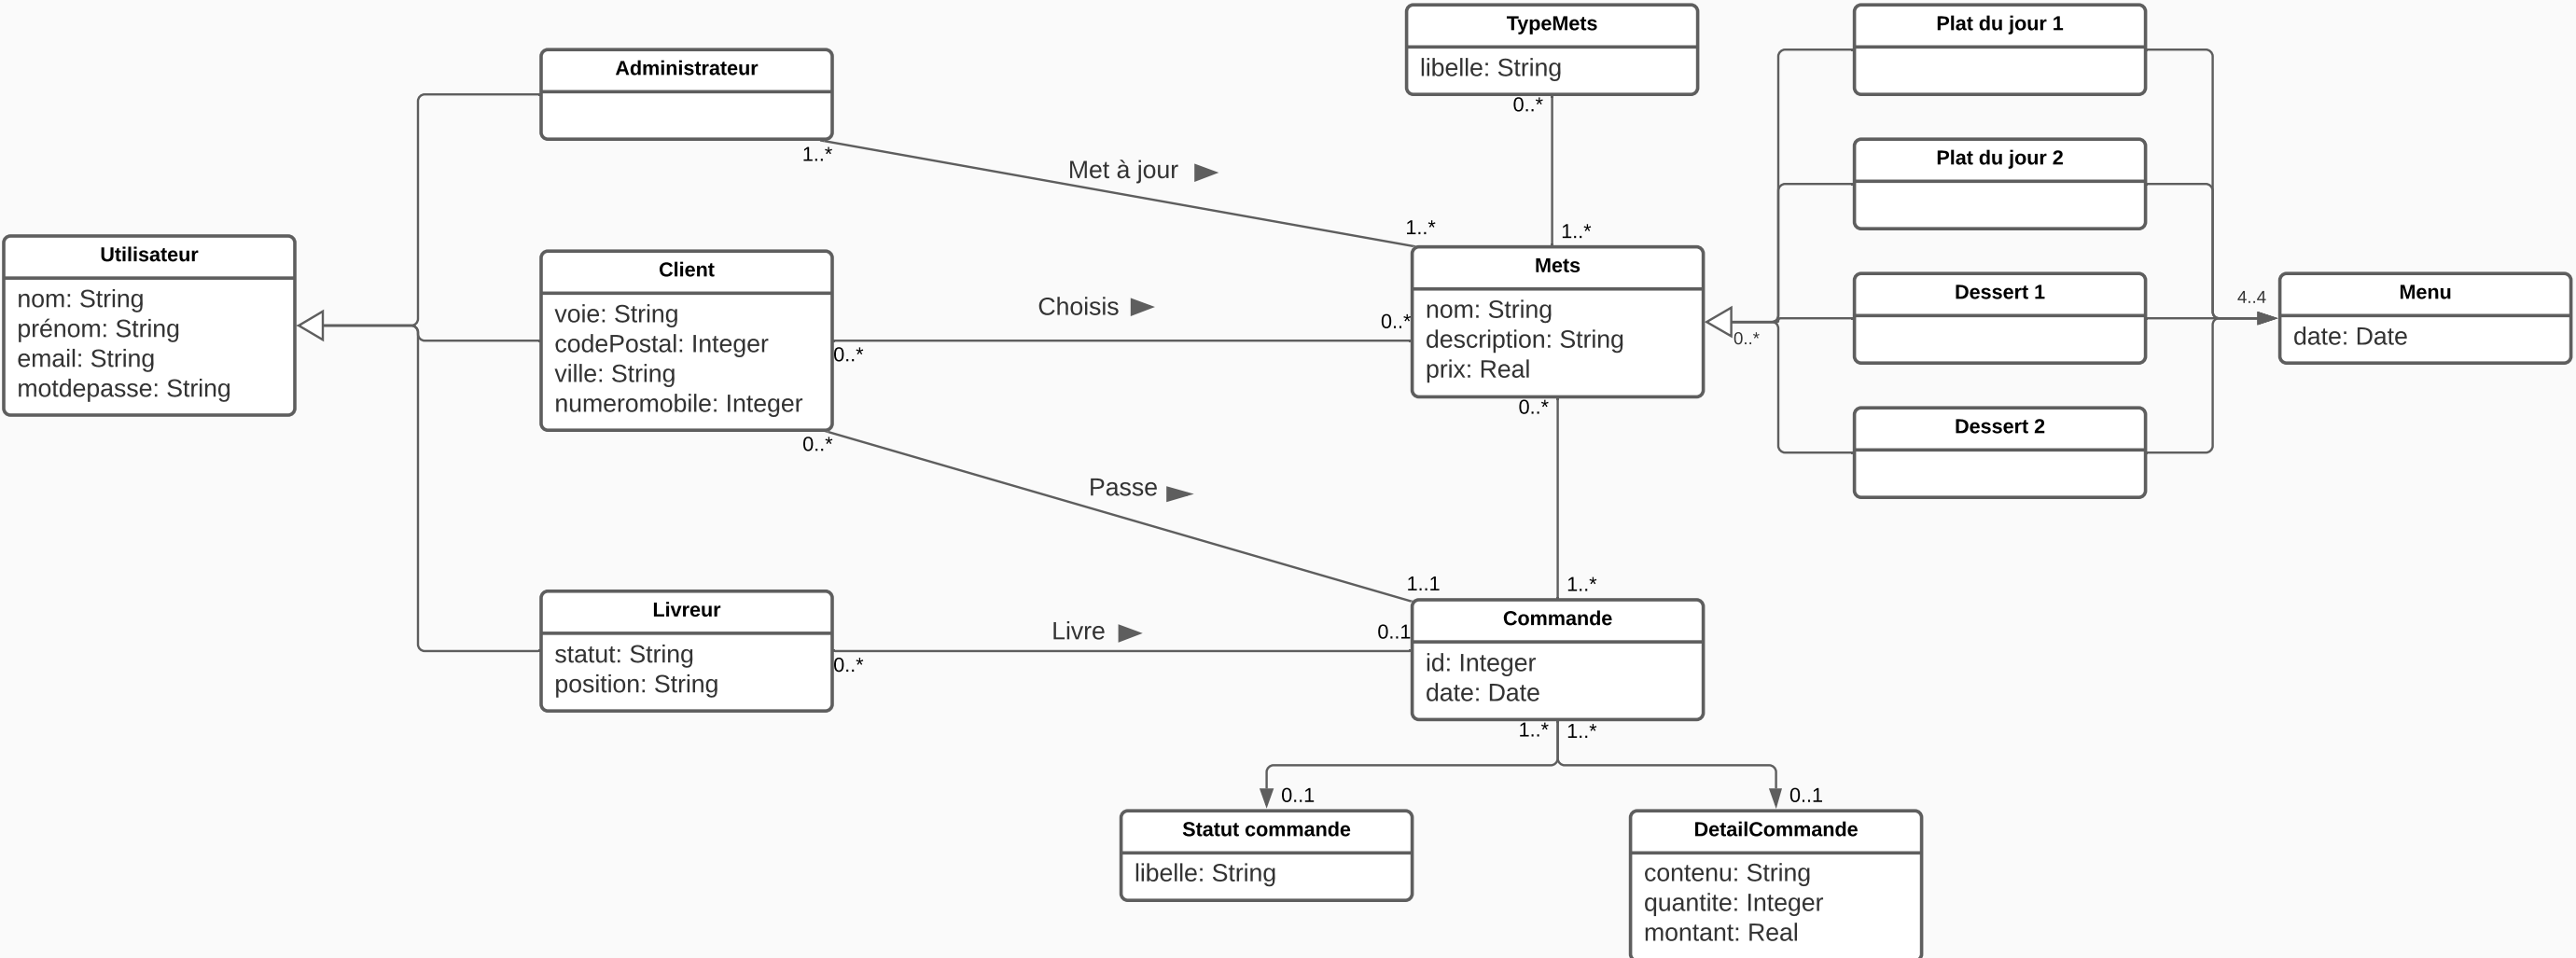 TypeMets
libelle: String
0..*
Plat du jour 1
Administrateur
1..*
Met à jour
1..*
1..*
Plat du jour 2
Utilisateur
nom: String
prénom: String
email: String
motdepasse: String
Client
voie: String
codePostal: Integer
ville: String
numeromobile: Integer
0..*
0..*
Choisis
0..*
Mets
nom: String
description: String
prix: Real
0..*
0..*
Dessert 1
4..4
Menu
date: Date
Dessert 2
Passe
1..1
1..*
Livreur
statut: String
position: String
0..*
Livre
0..1
Commande
id: Integer
date: Date
1..*
1..*
0..1
0..1
Statut commande
libelle: String
DetailCommande
contenu: String
quantite: Integer
montant: Real